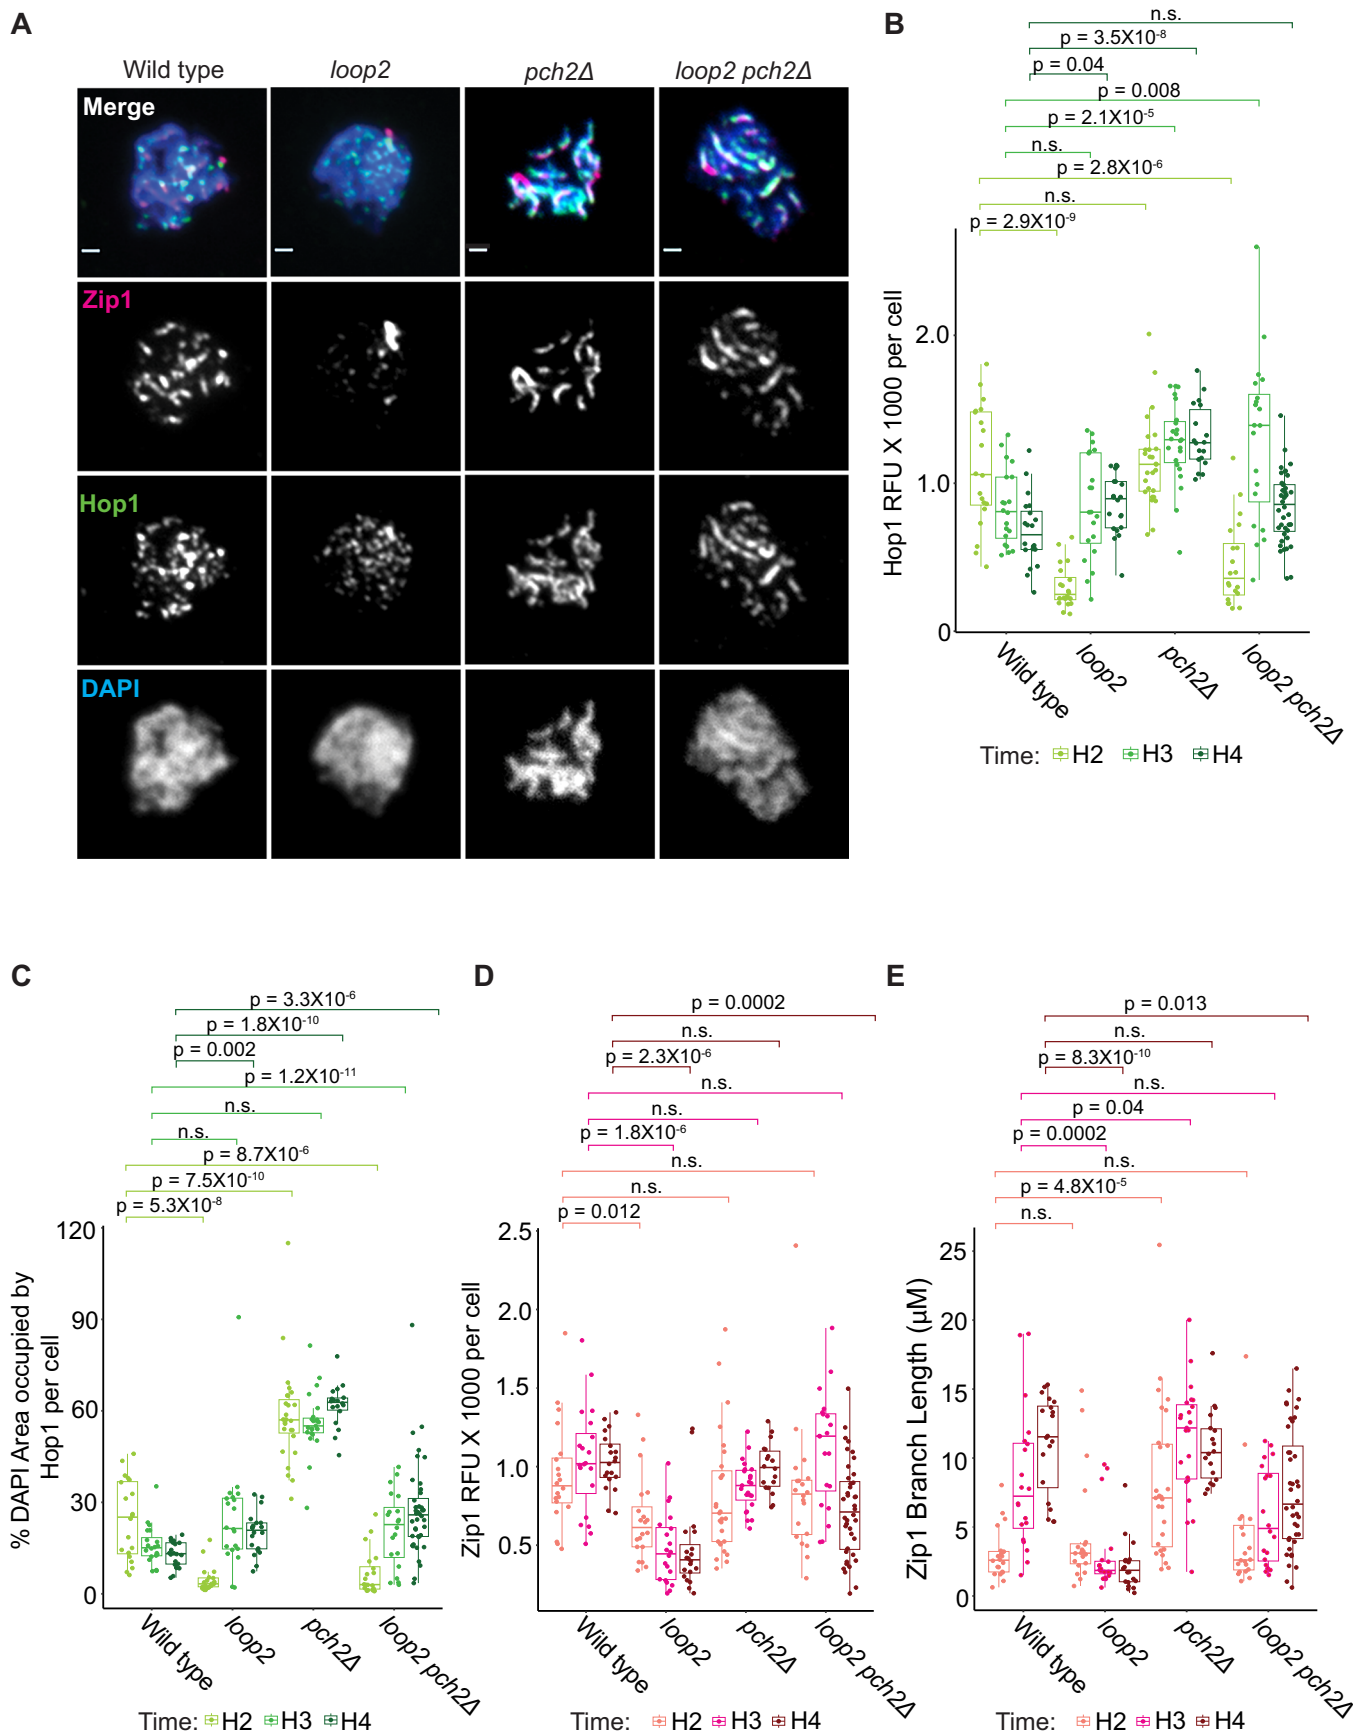 A
Wild type loop2 pch2Δ loop2 pch2Δ
Merge
Zip1
Hop1
DAPI
B
n.s.
p = 3.5X10⁻⁸
p = 0.04
p = 0.008
p = 2.1X10⁻⁵
n.s.
p = 2.8X10⁻⁶
n.s.
p = 2.9X10⁻⁹
Hop1 RFU X 1000 per cell
2.0
1.0
0
Wild type loop2 pch2Δ loop2 pch2Δ
Time: H2 H3 H4
C
p = 3.3X10⁻⁶
p = 1.8X10⁻¹⁰
p = 0.002
p = 1.2X10⁻¹¹
n.s.
n.s.
p = 8.7X10⁻⁶
p = 7.5X10⁻¹⁰
p = 5.3X10⁻⁸
% DAPI Area occupied by
Hop1 per cell
120
90
60
30
0
Wild type loop2 pch2Δ loop2 pch2Δ
Time: H2 H3 H4
D
p = 0.0002
n.s.
p = 2.3X10⁻⁶
n.s.
n.s.
p = 1.8X10⁻⁶
n.s.
n.s.
p = 0.012
Zip1 RFU X 1000 per cell
2.5
2.0
1.5
1.0
0.5
Wild type loop2 pch2Δ loop2 pch2Δ
Time: H2 H3 H4
E
p = 0.013
n.s.
p = 8.3X10⁻¹⁰
n.s.
p = 0.04
p = 0.0002
n.s.
p = 4.8X10⁻⁵
n.s.
Zip1 Branch Length (µM)
25
20
15
10
5
0
Wild type loop2 pch2Δ loop2 pch2Δ
Time: H2 H3 H4